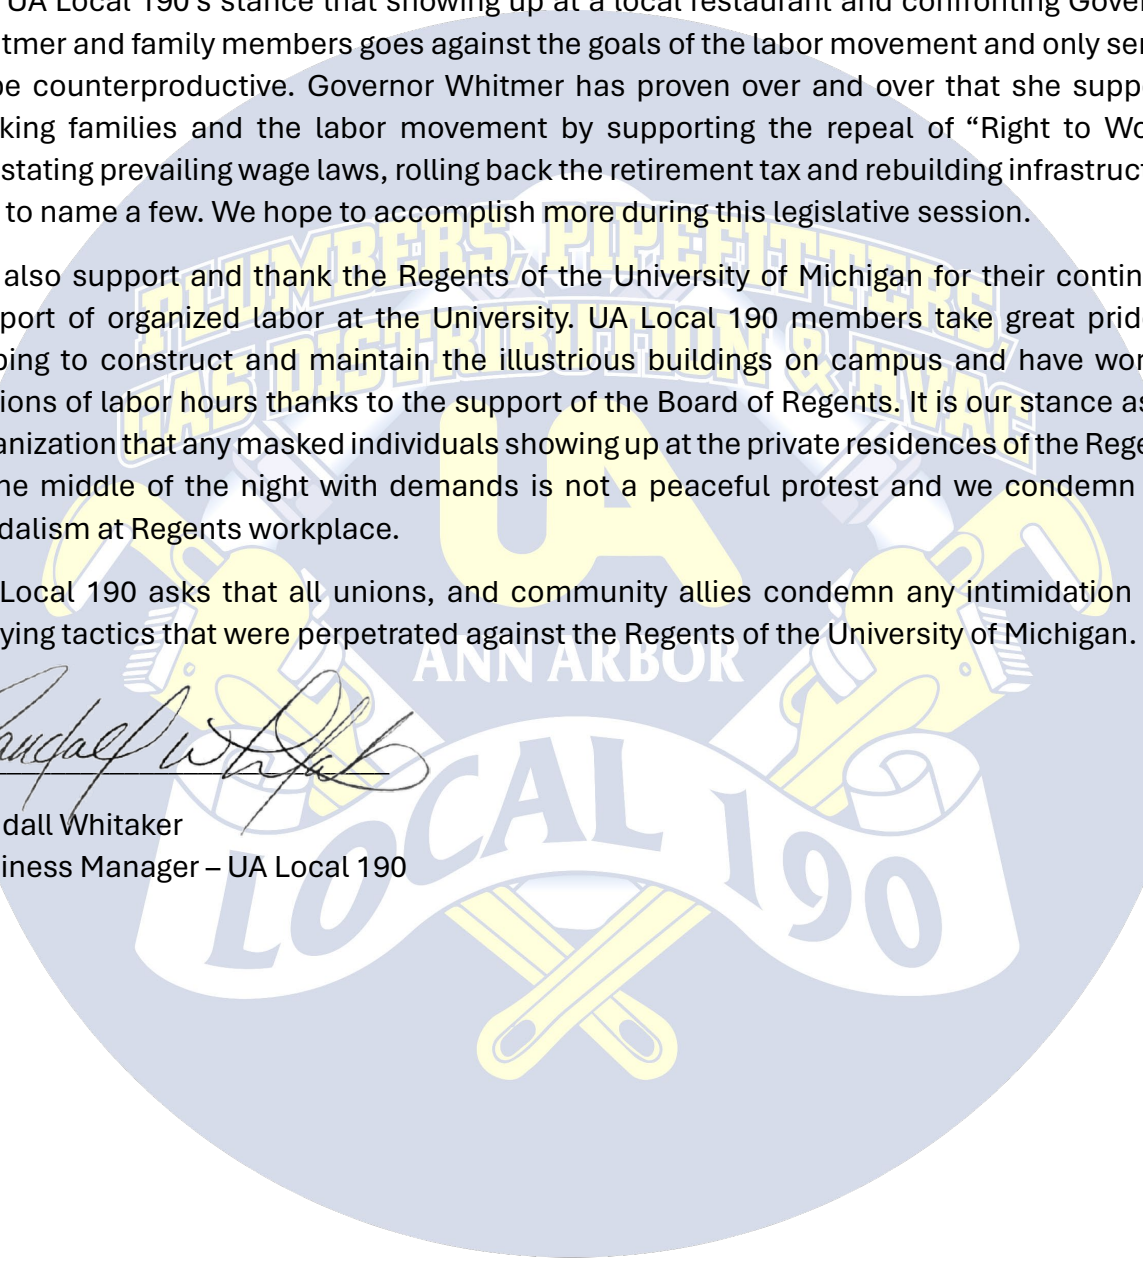 UA Local 190's stance that showing up at a local restaurant and confronting Gover
tmer and family members goes against the goals of the labor movement and only ser
be counterproductive. Governor Whitmer has proven over and over that she supp
king families and the labor movement by supporting the repeal of “Right to Wo
stating prevailing wage laws, rolling back the retirement tax and rebuilding infrastruct
to name a few. We hope to accomplish more during this legislative session.
also support and thank the Regents of the University of Michigan for their contin
port of organized labor at the University. UA Local 190 members take great prid
ping to construct and maintain the illustrious buildings on campus and have wor
ions of labor hours thanks to the support of the Board of Regents. It is our stance as
anization that any masked individuals showing up at the private residences of the Rege
he middle of the night with demands is not a peaceful protest and we condemn
dalism at Regents workplace.
Local 190 asks that all unions, and community allies condemn any intimidation
ying tactics that were perpetrated against the Regents of the University of Michigan.
Randall Whitaker
dall Whitaker
iness Manager – UA Local 190
PLUMBERS, PIPEFITTERS,
GAS DISTRIBUTION & HVAC
UA
ANN ARBOR
LOCAL 190